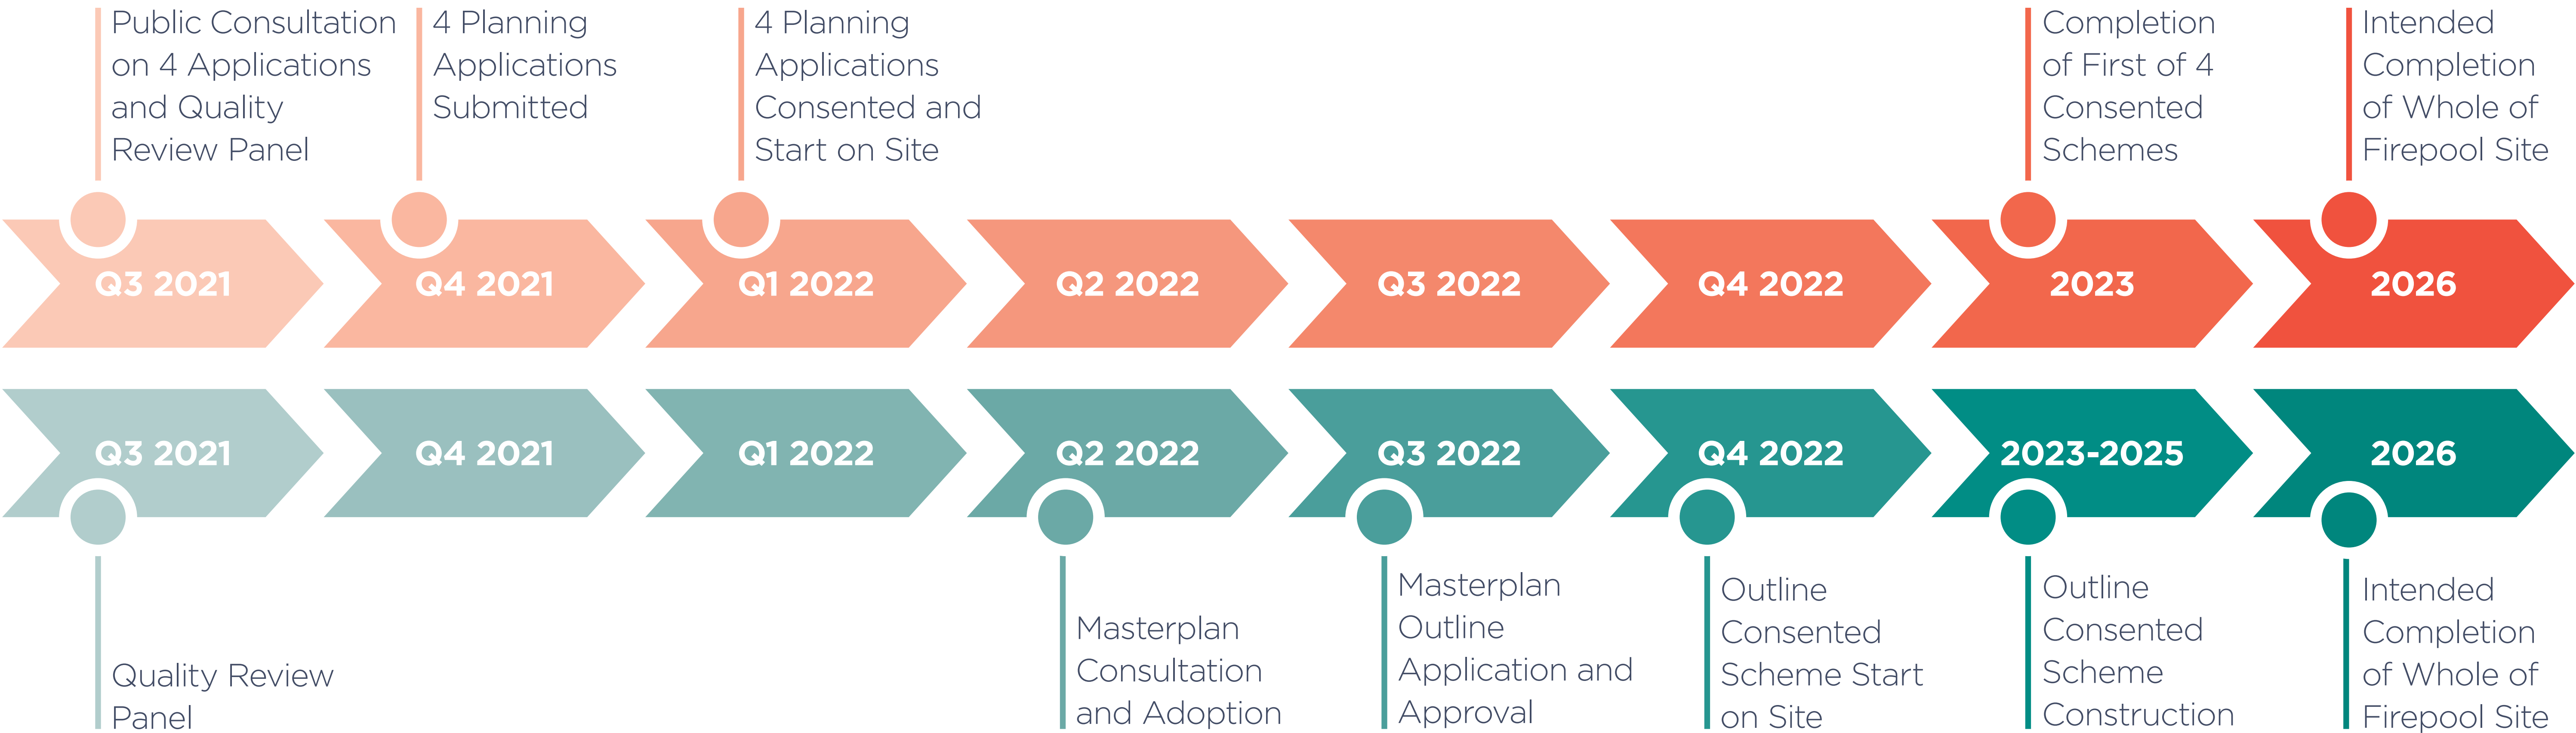 Public Consultation
on 4 Applications
and Quality
Review Panel
4 Planning
Applications
Submitted
4 Planning
Applications
Consented and
Start on Site
Completion
of First of 4
Consented
Schemes
Intended
Completion
of Whole of
Firepool Site
Q3 2021
Q4 2021
Q1 2022
Q2 2022
Q3 2022
Q4 2022
2023
2026
Q3 2021
Q4 2021
Q1 2022
Q2 2022
Q3 2022
Q4 2022
2023-2025
2026
Quality Review
Panel
Masterplan
Consultation
and Adoption
Masterplan
Outline
Application and
Approval
Outline
Consented
Scheme Start
on Site
Outline
Consented
Scheme
Construction
Intended
Completion
of Whole of
Firepool Site